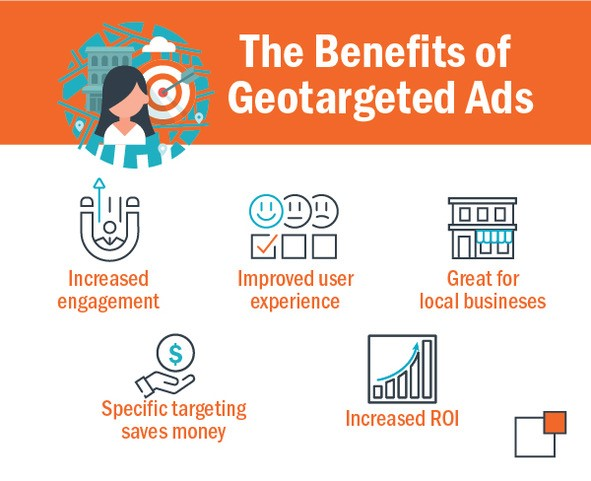 The Benefits of
Geotargeted Ads
Increased
engagement
Improved user
experience
Great for
local busineses
$
Specific targeting
saves money
Increased ROI